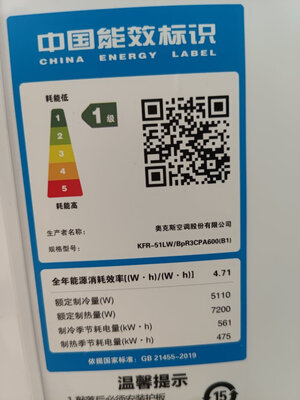 中国能效标识
CHINA ENERGY LABEL
耗能低
1
2
3
4
5
耗能高
1级
生产者名称： 奥克斯空调股份有限公司
规格型号： KFR-51LW/BpR3CPA600(B1)
全年能源消耗效率[(W·h)/(W·h)] 4.71
额定制冷量(W) 5110
额定制热量(W) 7200
制冷季节耗电量(kW·h) 561
制热季节耗电量(kW·h) 475
依据国家标准：GB 21455-2019
温馨提示
15